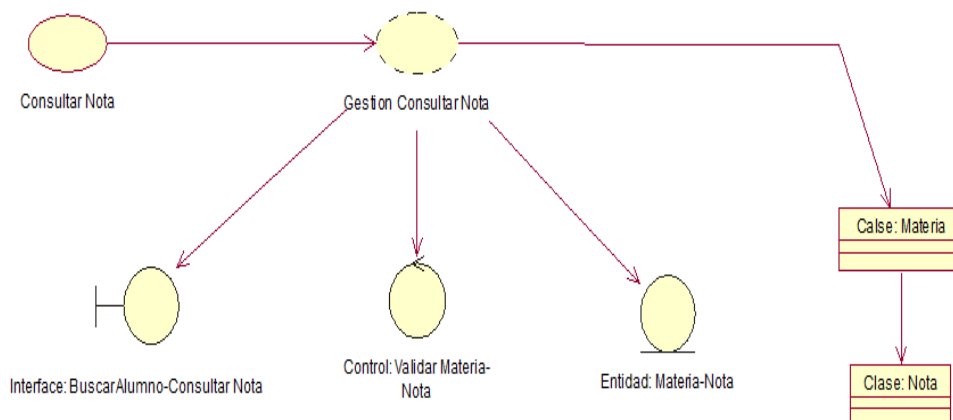 Consultar Nota
Gestion Consultar Nota
Calse: Materia
Interface: BuscarAlumno-Consultar Nota
Control: Validar Materia-
Nota
Entidad: Materia-Nota
Clase: Nota